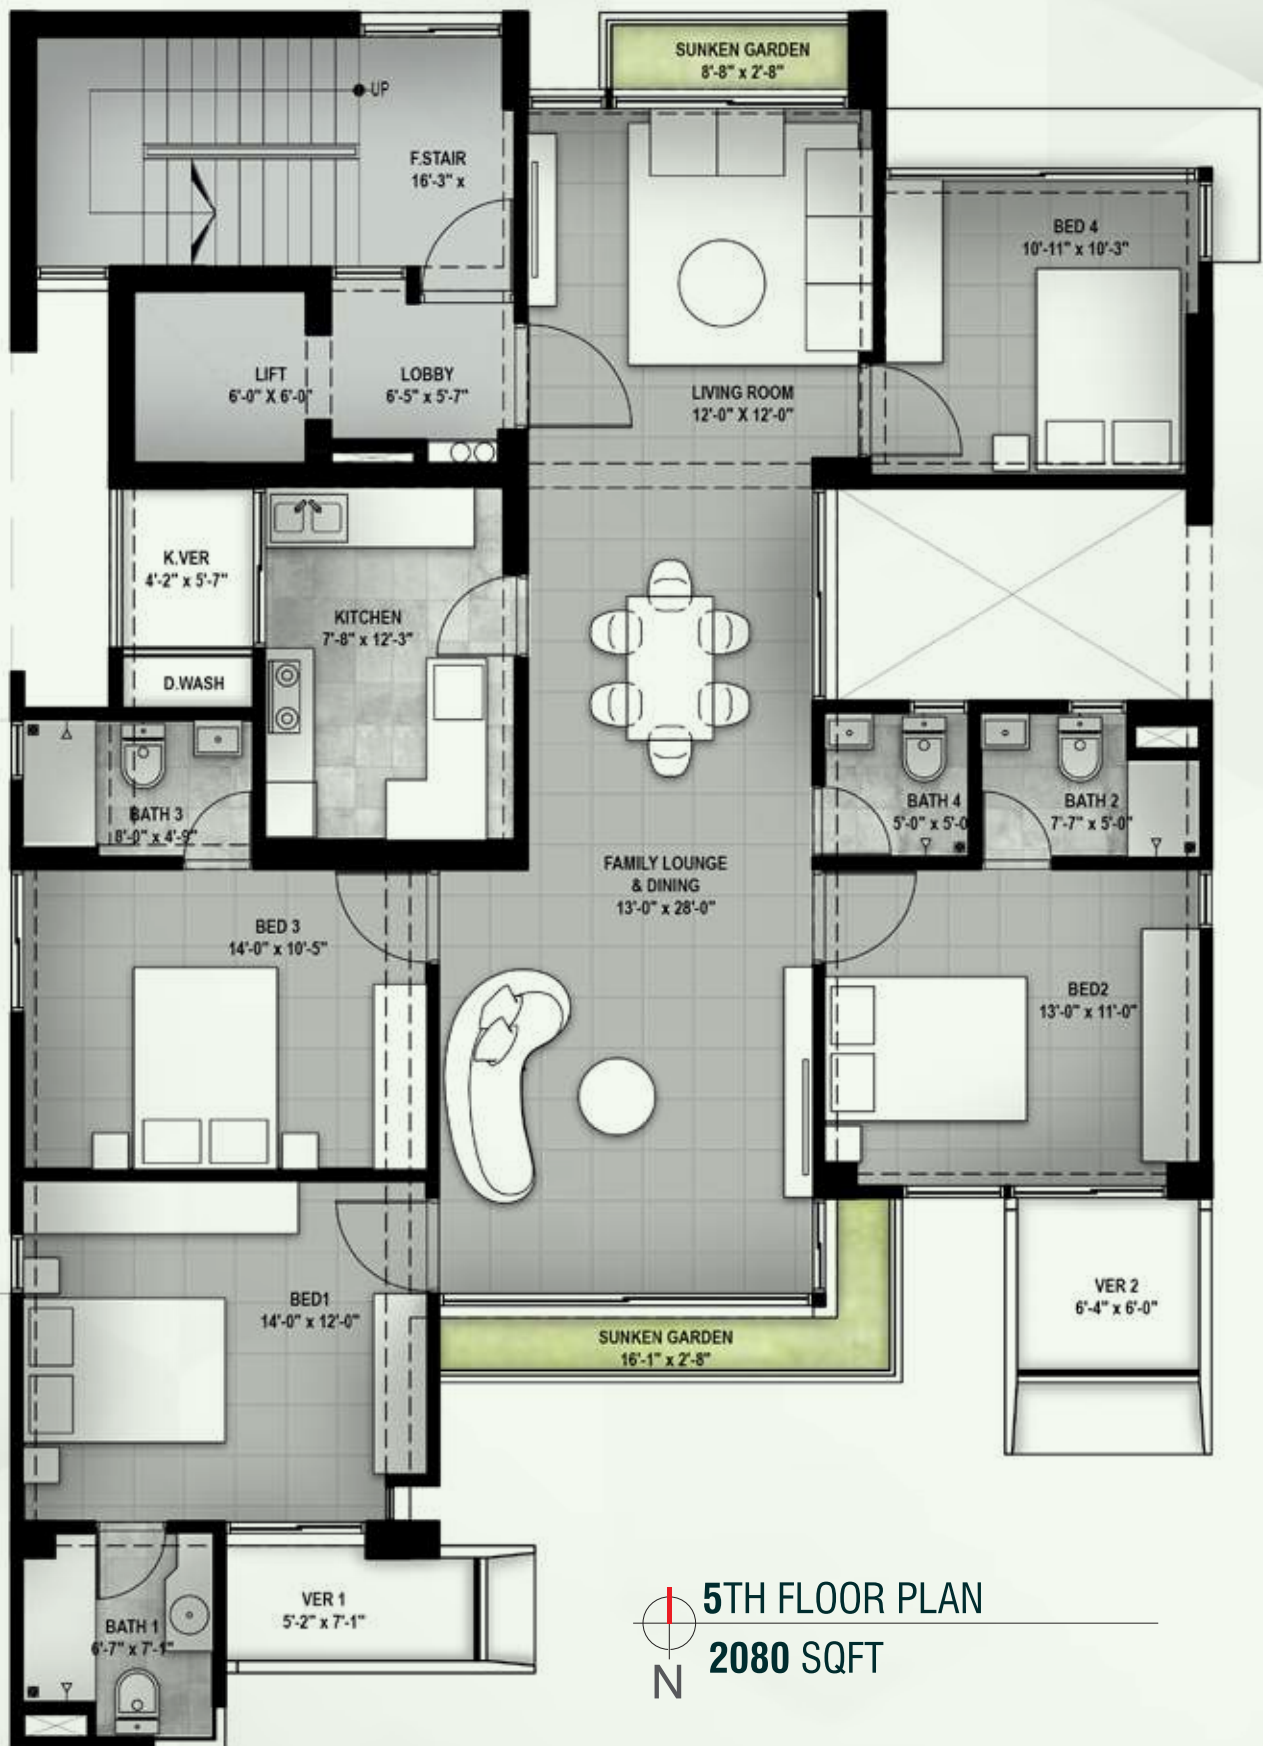 SUNKEN GARDEN
8'-8" x 2'-8"
UP
F.STAIR
16'-3" x
BED 4
10'-11" x 10'-3"
LIFT
6'-0" X 6'-0"
LOBBY
6'-5" x 5'-7"
LIVING ROOM
12'-0" X 12'-0"
K.VER
4'-2" x 5'-7"
KITCHEN
7'-8" x 12'-3"
D.WASH
BATH 3
8'-0" x 4'-9"
BATH 4
5'-0" x 5'-0
BATH 2
7'-7" x 5'-0"
FAMILY LOUNGE
& DINING
13'-0" x 28'-0"
BED 3
14'-0" x 10'-5"
BED2
13'-0" x 11'-0"
BED1
14'-0" x 12'-0"
VER 2
6'-4" x 6'-0"
SUNKEN GARDEN
16'-1" x 2'-8"
VER 1
5'-2" x 7'-1"
BATH 1
6'-7" x 7'-1"
5TH FLOOR PLAN
2080 SQFT
N